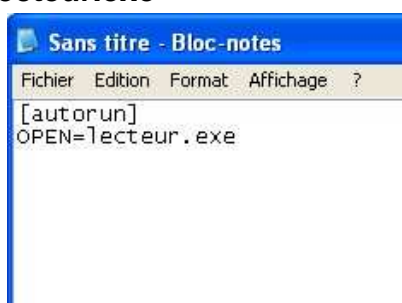 Sans titre - Bloc-notes
Fichier Edition Format Affichage ?
[autorun]
OPEN=lecteur.exe